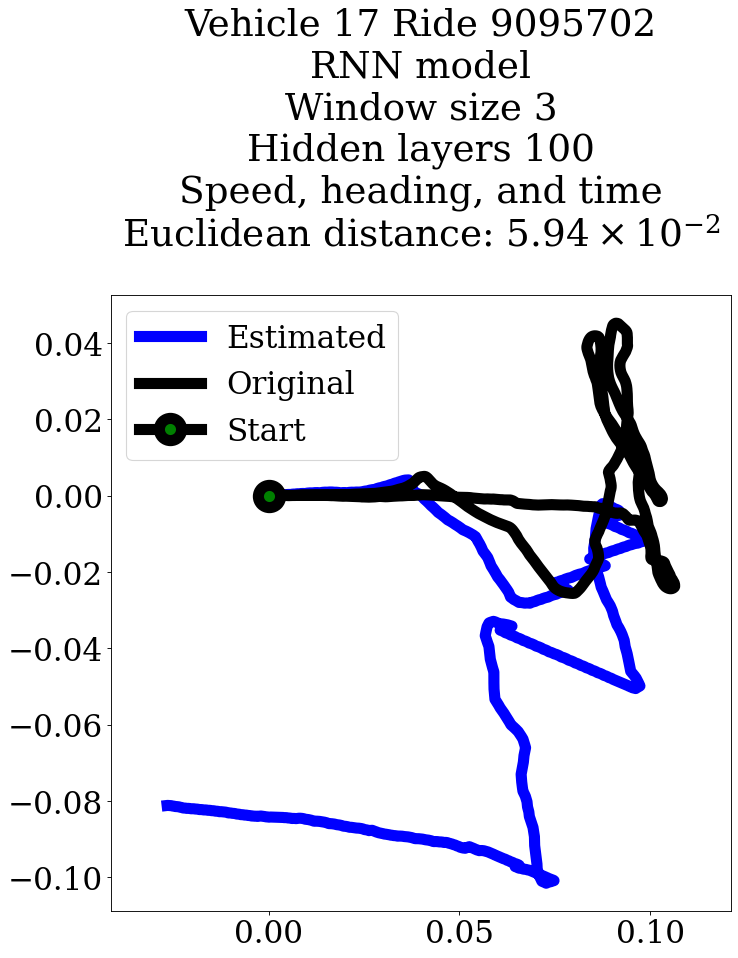 Vehicle 17 Ride 9095702
RNN model
Window size 3
Hidden layers 100
Speed, heading, and time
Euclidean distance: 5.94 × 10⁻²
Estimated
Original
Start
0.04
0.02
0.00
−0.02
−0.04
−0.06
−0.08
−0.10
0.00 0.05 0.10